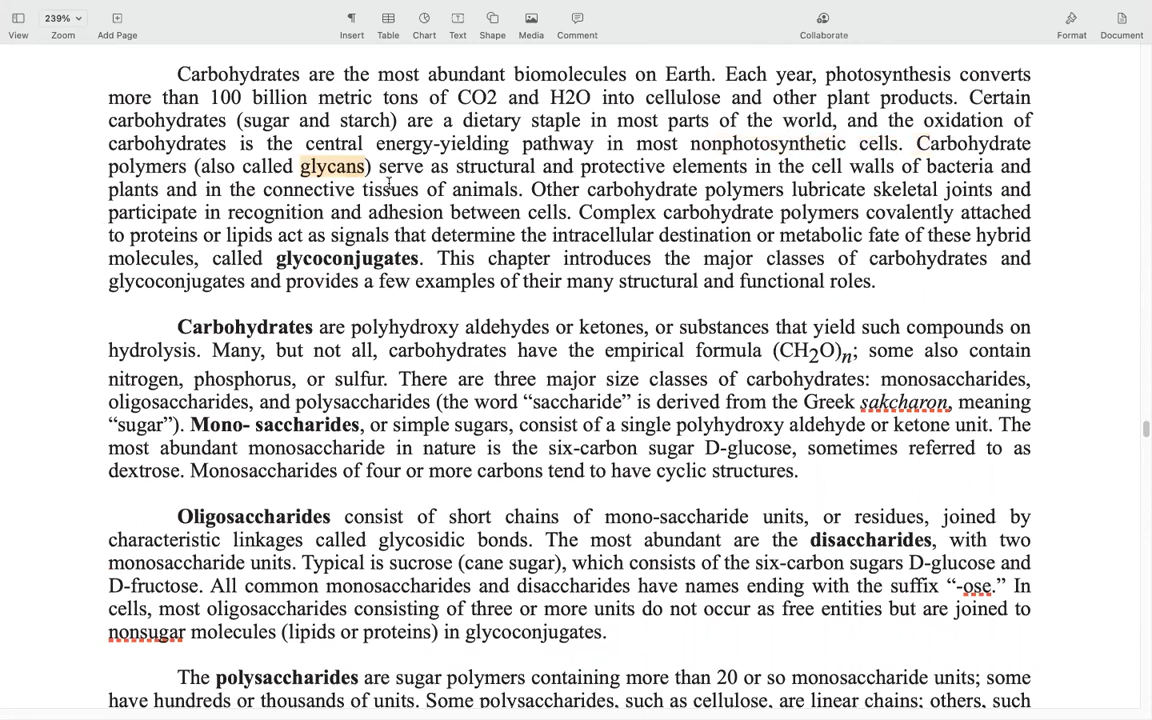 239%
View
Zoom
Add Page
Insert
Table
Chart
Text
Shape
Media
Comment
Collaborate
Format
Document
Carbohydrates are the most abundant biomolecules on Earth. Each year, photosynthesis converts
more than 100 billion metric tons of CO2 and H2O into cellulose and other plant products. Certain
carbohydrates (sugar and starch) are a dietary staple in most parts of the world, and the oxidation of
carbohydrates is the central energy-yielding pathway in most nonphotosynthetic cells. Carbohydrate
polymers (also called glycans) serve as structural and protective elements in the cell walls of bacteria and
plants and in the connective tissues of animals. Other carbohydrate polymers lubricate skeletal joints and
participate in recognition and adhesion between cells. Complex carbohydrate polymers covalently attached
to proteins or lipids act as signals that determine the intracellular destination or metabolic fate of these hybrid
molecules, called glycoconjugates. This chapter introduces the major classes of carbohydrates and
glycoconjugates and provides a few examples of their many structural and functional roles.
Carbohydrates are polyhydroxy aldehydes or ketones, or substances that yield such compounds on
hydrolysis. Many, but not all, carbohydrates have the empirical formula (CH2O)n; some also contain
nitrogen, phosphorus, or sulfur. There are three major size classes of carbohydrates: monosaccharides,
oligosaccharides, and polysaccharides (the word “saccharide” is derived from the Greek sakcharon, meaning
“sugar”). Mono- saccharides, or simple sugars, consist of a single polyhydroxy aldehyde or ketone unit. The
most abundant monosaccharide in nature is the six-carbon sugar D-glucose, sometimes referred to as
dextrose. Monosaccharides of four or more carbons tend to have cyclic structures.
Oligosaccharides consist of short chains of mono-saccharide units, or residues, joined by
characteristic linkages called glycosidic bonds. The most abundant are the disaccharides, with two
monosaccharide units. Typical is sucrose (cane sugar), which consists of the six-carbon sugars D-glucose and
D-fructose. All common monosaccharides and disaccharides have names ending with the suffix “-ose.” In
cells, most oligosaccharides consisting of three or more units do not occur as free entities but are joined to
nonsugar molecules (lipids or proteins) in glycoconjugates.
The polysaccharides are sugar polymers containing more than 20 or so monosaccharide units; some
have hundreds or thousands of units. Some polysaccharides, such as cellulose, are linear chains; others, such